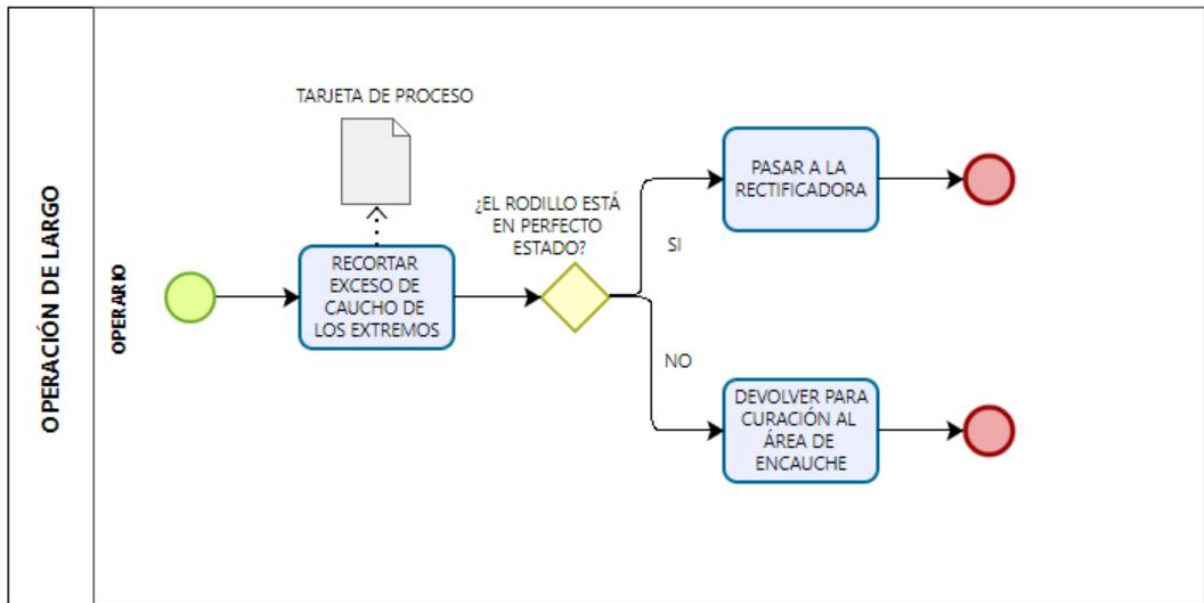 OPERACIÓN DE LARGO
OPERARIO
TARJETA DE PROCESO
RECORTAR
EXCESO DE
CAUCHO DE
LOS EXTREMOS
¿EL RODILLO ESTÁ
EN PERFECTO
ESTADO?
SI
PASAR A LA
RECTIFICADORA
NO
DEVOLVER PARA
CURACIÓN AL
ÁREA DE
ENCAUCHE